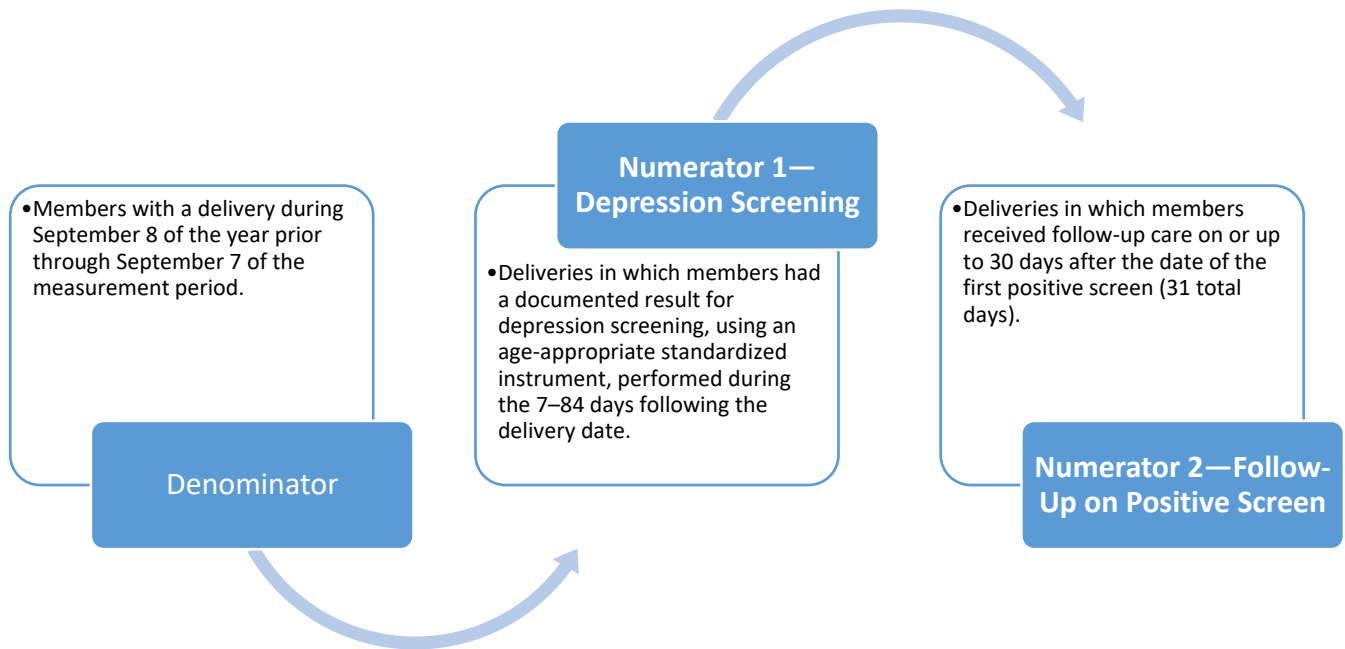 •Members with a delivery during
September 8 of the year prior
through September 7 of the
measurement period.
Denominator
Numerator 1—
Depression Screening
•Deliveries in which members had
a documented result for
depression screening, using an
age-appropriate standardized
instrument, performed during
the 7–84 days following the
delivery date.
•Deliveries in which members
received follow-up care on or up
to 30 days after the date of the
first positive screen (31 total
days).
Numerator 2—Follow-
Up on Positive Screen